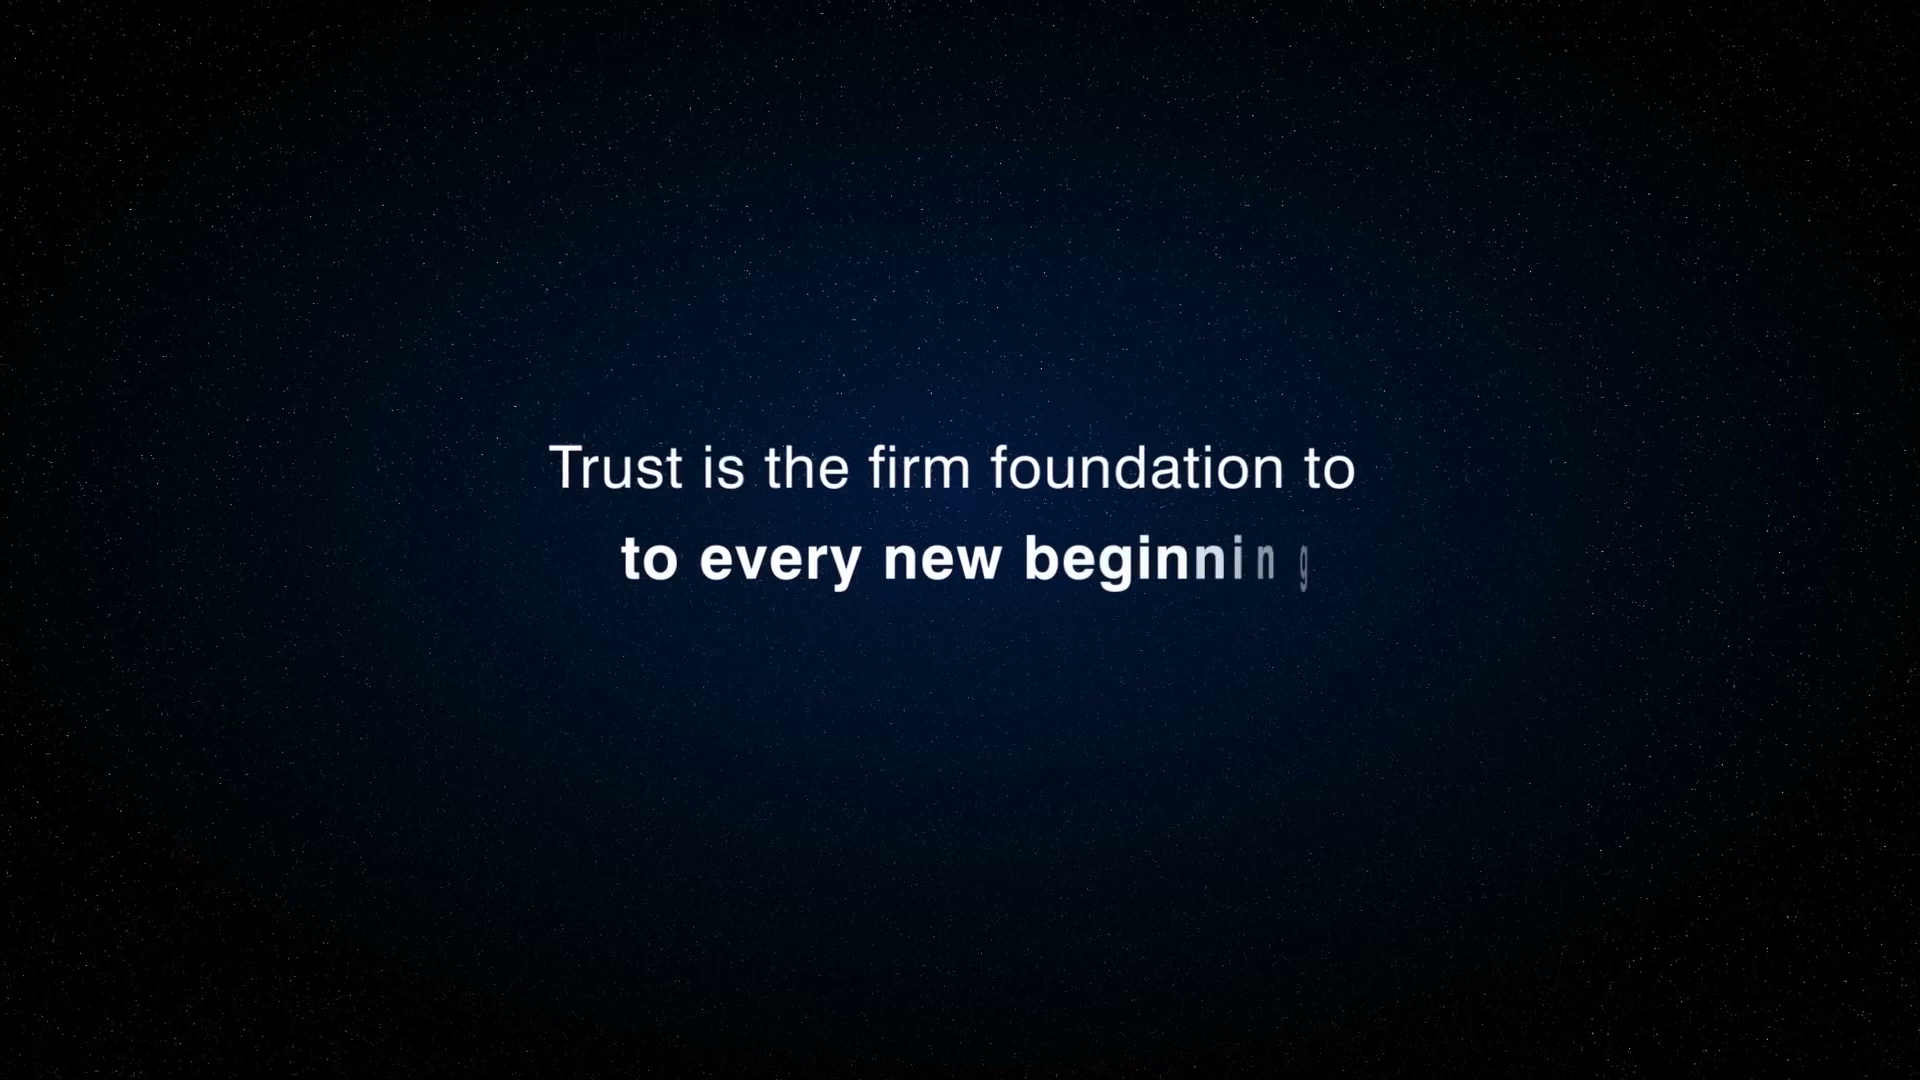 Trust is the firm foundation to
to every new beginning